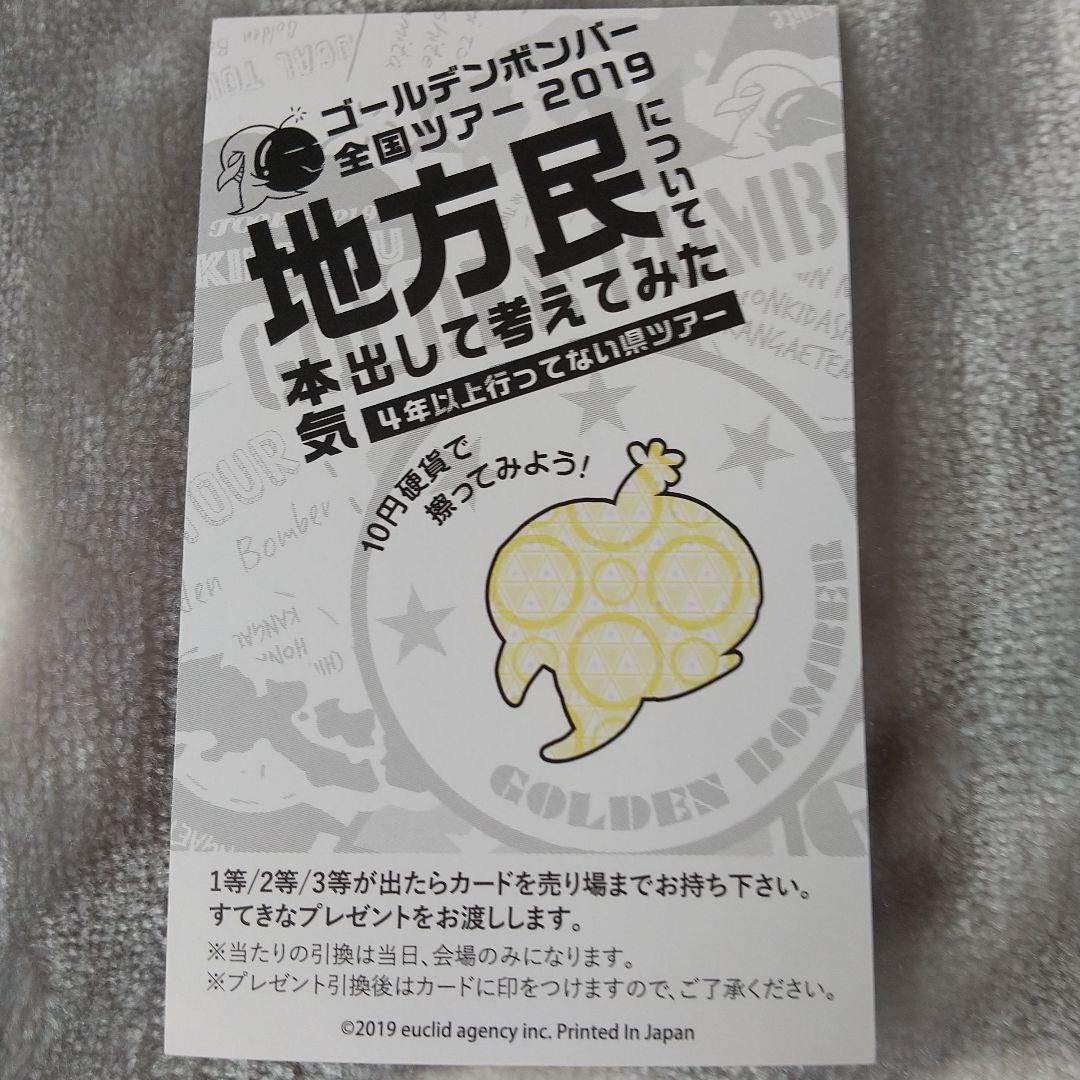 ゴールデンボンバー
全国ツアー 2019
地方民について
本気出して考えてみた
4年以上行ってない県ツアー
10円硬貨で
擦ってみよう!
GOLDEN BOMBER
1等/2等/3等が出たらカードを売り場までお持ち下さい。
すてきなプレゼントをお渡しします。
※当たりの引換は当日、会場のみになります。
※プレゼント引換後はカードに印をつけますので、ご了承ください。
©2019 euclid agency inc. Printed In Japan